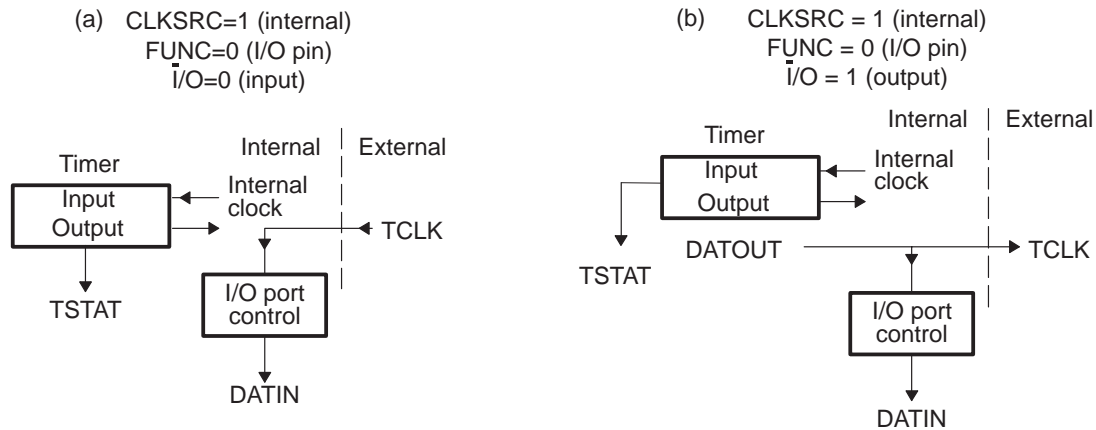 (a) CLKSRC=1 (internal)
FUNC=0 (I/O pin)
I̅/O=0 (input)
Internal
External
Timer
Input
Output
Internal
clock
TCLK
TSTAT
I/O port
control
DATIN
(b) CLKSRC = 1 (internal)
FUNC = 0 (I/O pin)
I̅/O = 1 (output)
Internal
External
Timer
Input
Output
Internal
clock
TSTAT
DATOUT
TCLK
I/O port
control
DATIN